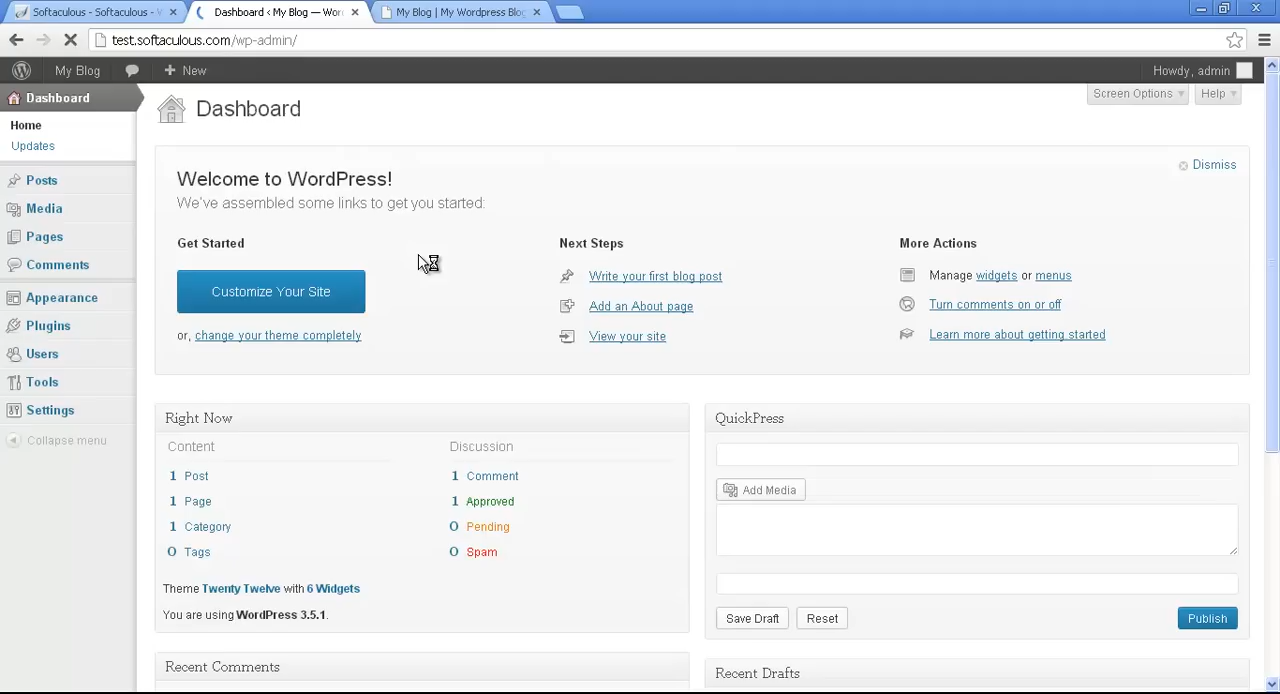 Softaculous - Softaculous - V
Dashboard ‹ My Blog — Wor
My Blog | My Wordpress Blog
test.softaculous.com/wp-admin/
My Blog
+ New
Howdy, admin
Dashboard
Home
Updates
Posts
Media
Pages
Comments
Appearance
Plugins
Users
Tools
Settings
Collapse menu
Dashboard
Screen Options
Help
Welcome to WordPress!
Dismiss
We've assembled some links to get you started:
Get Started
Customize Your Site
or, change your theme completely
Next Steps
Write your first blog post
Add an About page
View your site
More Actions
Manage widgets or menus
Turn comments on or off
Learn more about getting started
Right Now
Content
1 Post
1 Page
1 Category
0 Tags
Discussion
1 Comment
1 Approved
0 Pending
0 Spam
Theme Twenty Twelve with 6 Widgets
You are using WordPress 3.5.1.
QuickPress
Add Media
Save Draft
Reset
Publish
Recent Comments
Recent Drafts